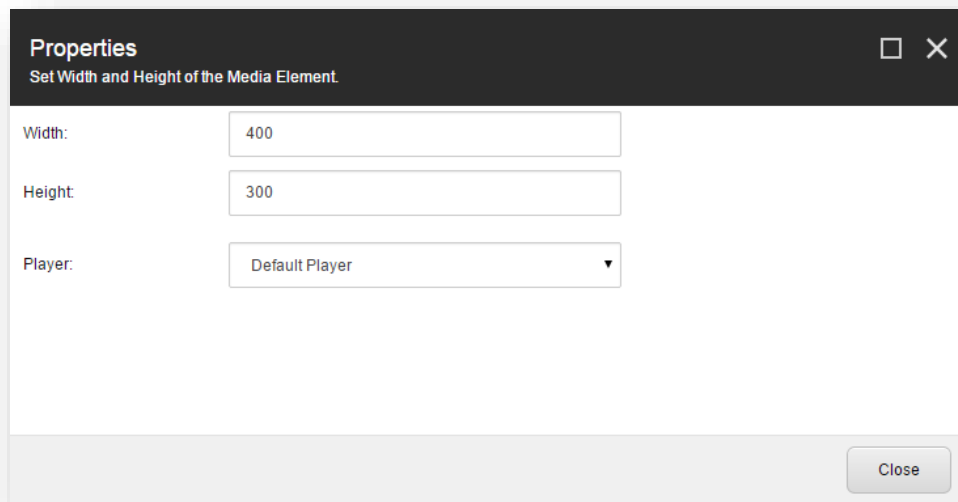 Properties
Set Width and Height of the Media Element.
Width:
400
Height:
300
Player:
Default Player
Close